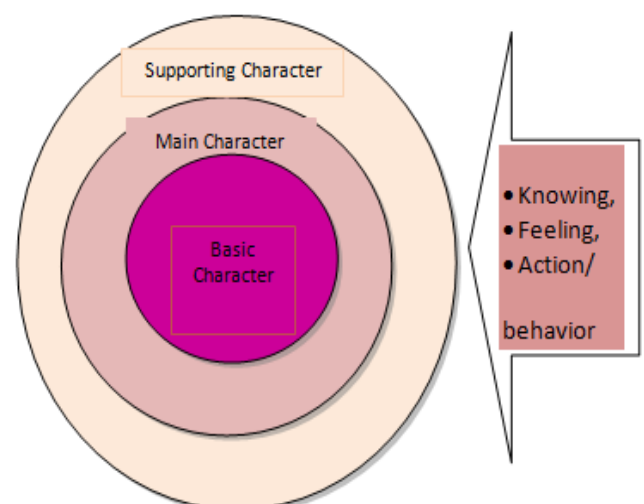 Supporting Character
Main Character
Basic
Character
• Knowing,
• Feeling,
• Action/
behavior